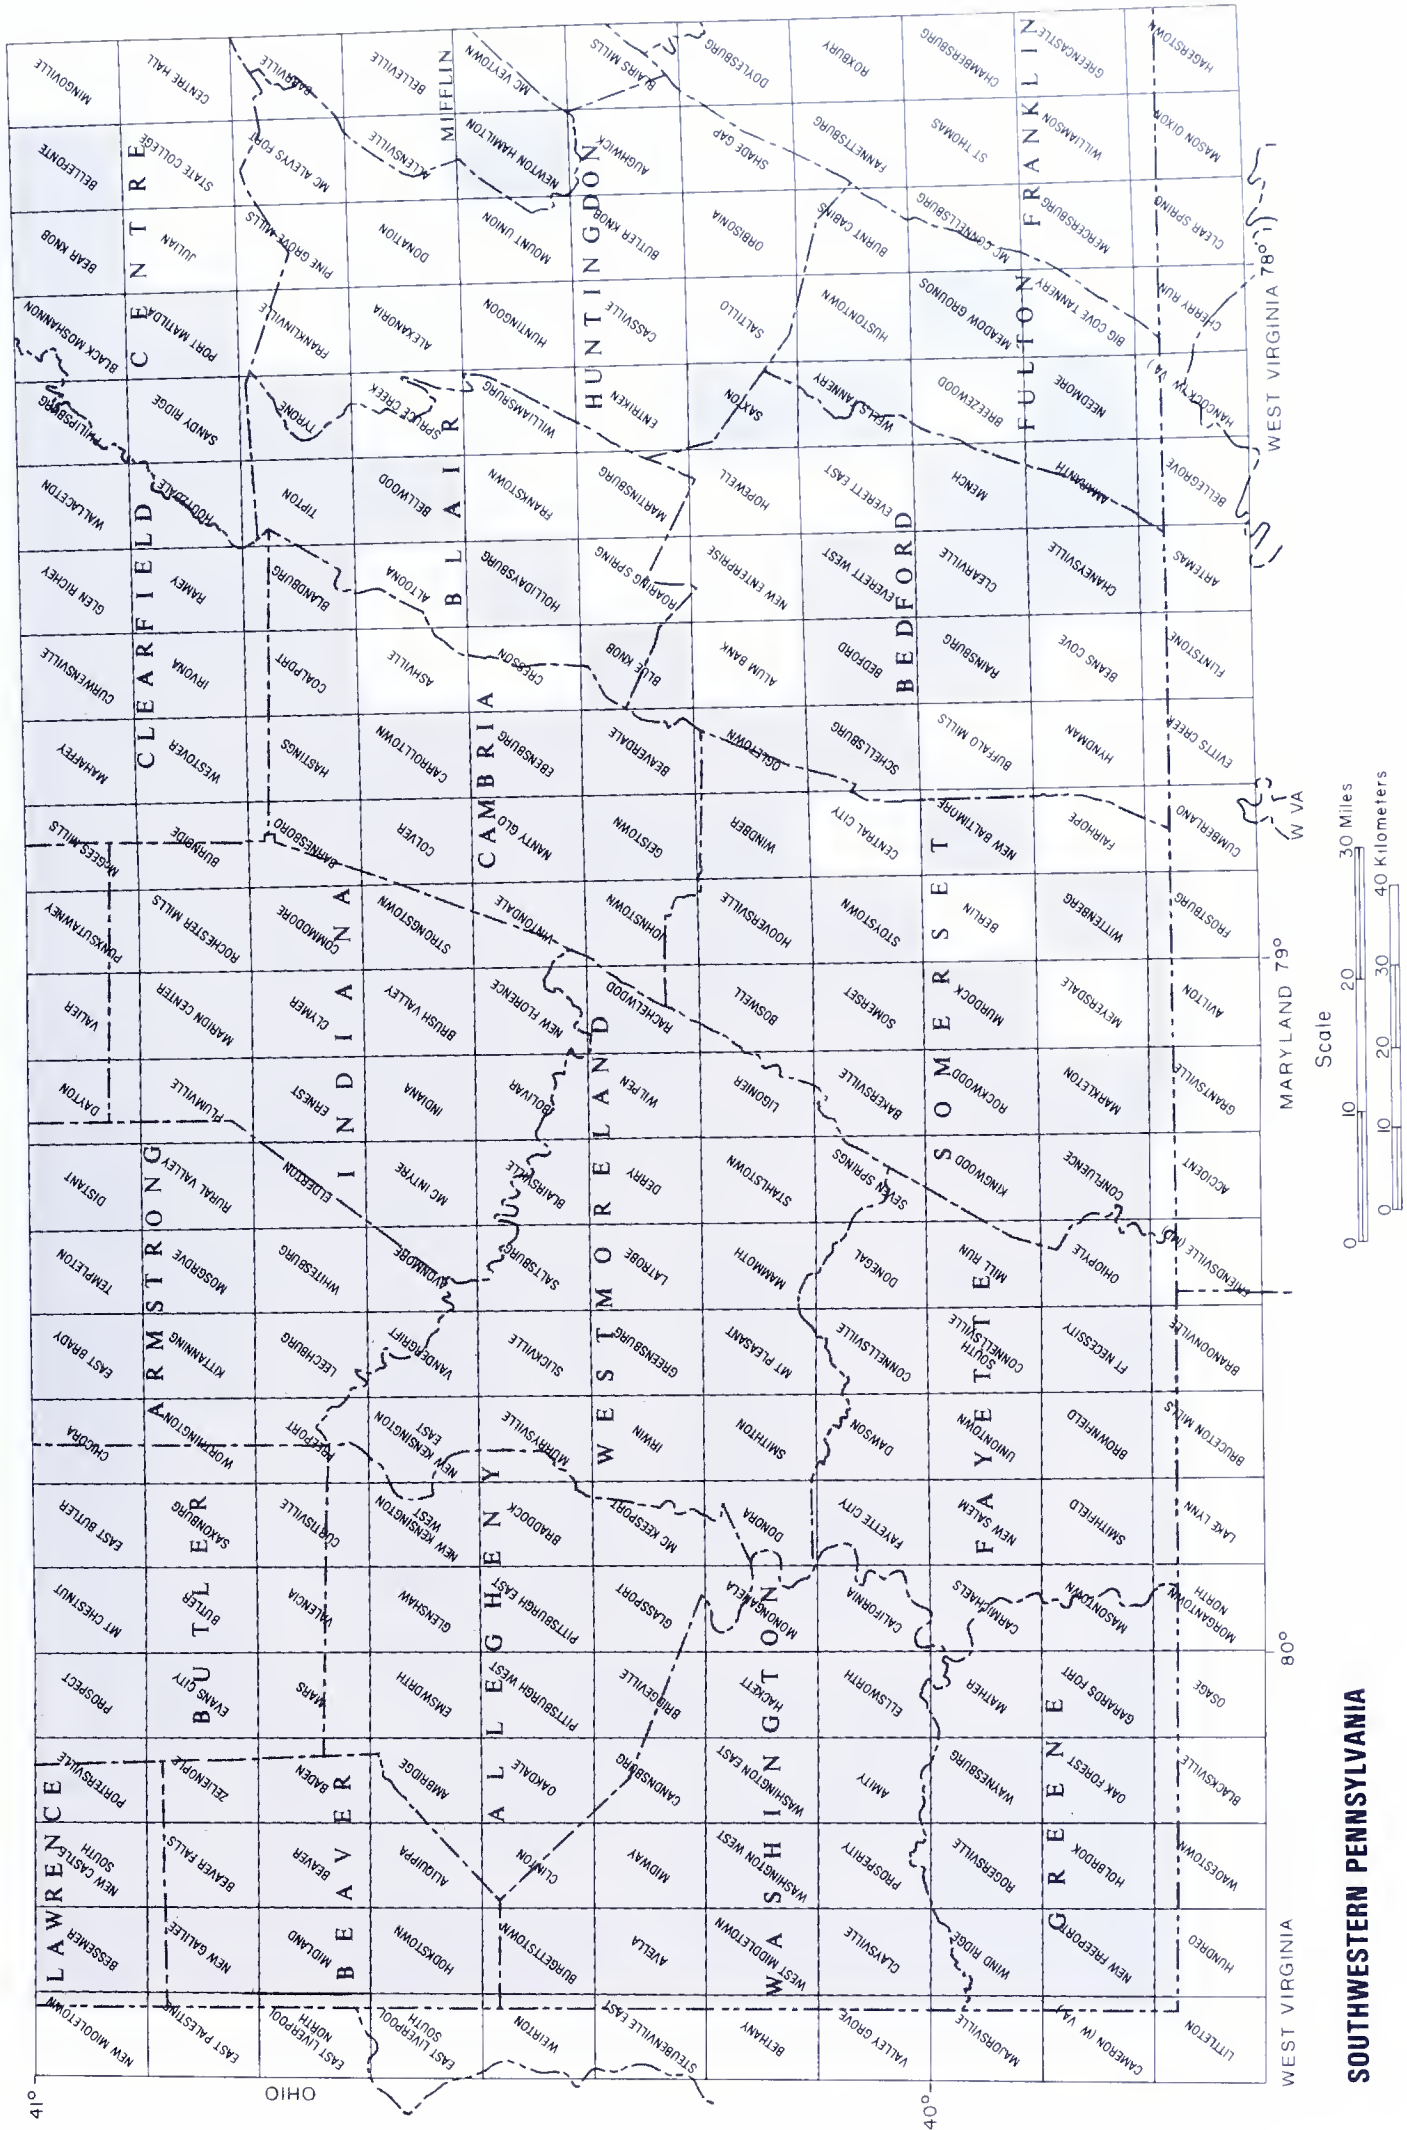 41°
NEW MIDDLETOWN
BESSEMER
NEW CASTLE
SOUTH
PORTERSVILLE
PROSPECT
MT CHESTNUT
EAST BUTLER
CHICORA
EAST BRADY
TEMPLETON
DISTANT
DAYTON
VALIER
PUNXSUTAWNEY
McGEES MILLS
MAHAFFEY
CURWENSVILLE
GLEN RICHEY
WALLACETON
PHILIPSBURG
BLACK MOSHANNON
BEAR KNOB
BELLEFONTE
MINGOVILLE
LAWRENCE
ARMSTRONG
CLEARFIELD
CENTRE
EAST PALESTINE
NEW GALILEE
BEAVER FALLS
ZELIENOPLE
EVANS CITY
BUTLER
SAXONBURG
WORTHINGTON
KITTANNING
MOSGROVE
RURAL VALLEY
PLUMVILLE
MARION CENTER
ROCHESTER MILLS
BURNSIDE
WESTOVER
IRVONA
RAMEY
HOUTZDALE
SANDY RIDGE
PORT MATILDA
JULIAN
STATE COLLEGE
CENTRE HALL
BUTLER
OHIO
EAST LIVERPOOL
NORTH
MIDLAND
BEAVER
BADEN
MARS
VALENCIA
CURTISVILLE
FREEPORT
LEECHBURG
WHITESBURG
ELDERTON
ERNEST
CLYMER
COMMODORE
BARNESBORO
HASTINGS
COALPORT
BLANDBURG
TIPTON
TYRONE
FRANKLINVILLE
PINE GROVE MILLS
MC ALEVYS FORT
BARRVILLE
BEAVER
INDIANA
EAST LIVERPOOL
SOUTH
HOOKSTOWN
ALIQUIPPA
AMBRIDGE
EMSWORTH
GLENSHAW
NEW KENSINGTON
WEST
NEW KENSINGTON
EAST
VANDERGRIFT
AVONMORE
MC INTYRE
INDIANA
BRUSH VALLEY
STRONGSTOWN
COLVER
CARROLLTOWN
ASHVILLE
ALTOONA
BELLWOOD
SPRUCE CREEK
ALEXANDRIA
DONATION
ALLENSVILLE
BELLEVILLE
ALLEGHENY
CAMBRIA
BLAIR
MIFFLIN
WEIRTON
BURGETTSTOWN
CLINTON
OAKDALE
PITTSBURGH WEST
PITTSBURGH EAST
BRADDOCK
MURRYSVILLE
SLICKVILLE
SALTSBURG
BLAIRSVILLE
BOLIVAR
NEW FLORENCE
VINTONDALE
NANTY GLO
EBENSBURG
CRESSON
HOLLIDAYSBURG
FRANKSTOWN
WILLIAMSBURG
HUNTINGDON
MOUNT UNION
NEWTON HAMILTON
MC VEYTOWN
WESTMORELAND
HUNTINGDON
STEUBENVILLE EAST
AVELLA
MIDWAY
CANONSBURG
BRIDGEVILLE
GLASSPORT
MC KEESPORT
IRWIN
GREENSBURG
LATROBE
DERRY
WILPEN
RACHELWOOD
JOHNSTOWN
GEISTOWN
BEAVERDALE
BLUE KNOB
ROARING SPRING
MARTINSBURG
ENTRIKEN
CASSVILLE
BUTLER KNOB
AUGHWICK
BLAIRS MILLS
BETHANY
WEST MIDDLETOWN
WASHINGTON WEST
WASHINGTON EAST
HACKETT
MONONGAHELA
DONORA
SMITHTON
MT PLEASANT
MAMMOTH
STAHLSTOWN
LIGONIER
BOSWELL
HOOVERSVILLE
WINDBER
OGLETOWN
ALUM BANK
NEW ENTERPRISE
HOPEWELL
SAXTON
SALTILLO
ORBISONIA
SHADE GAP
DOYLESBURG
WASHINGTON
VALLEY GROVE
CLAYSVILLE
PROSPERITY
AMITY
ELLSWORTH
CALIFORNIA
FAYETTE CITY
DAWSON
CONNELLSVILLE
DONEGAL
SEVEN SPRINGS
BAKERSVILLE
SOMERSET
STOYSTOWN
CENTRAL CITY
SCHELLSBURG
BEDFORD
EVERETT WEST
EVERETT EAST
WELLS TANNERY
HUSTONTOWN
BURNT CABINS
FANNETTSBURG
ROXBURY
40°
SOMERSET
BEDFORD
MAJORSVILLE
WIND RIDGE
ROGERSVILLE
WAYNESBURG
MATHER
CARMICHAELS
NEW SALEM
UNIONTOWN
SOUTH
CONNELLSVILLE
MILL RUN
KINGWOOD
ROCKWOOD
MURDOCK
BERLIN
NEW BALTIMORE
BUFFALO MILLS
RAINSBURG
CLEARVILLE
MENCH
BREEZEWOOD
MEADOW GROUNDS
MC CONNELLSBURG
ST THOMAS
CHAMBERSBURG
GREENE
FAYETTE
FULTON
FRANKLIN
CAMERON (W VA)
NEW FREEPORT
HOLBROOK
OAK FOREST
GARARDS FORT
MASONTOWN
SMITHFIELD
BROWNFIELD
FT NECESSITY
OHIOPYLE
CONFLUENCE
MARKLETON
MEYERSDALE
WITTENBERG
FAIRHOPE
HYNDMAN
BEANS COVE
CHANEYSVILLE
AMARANTH
NEEDMORE
BIG COVE TANNERY
MERCERSBURG
WILLIAMSON
GREENCASTLE
LITTLETON
HUNDRED
WADESTOWN
BLACKSVILLE
OSAGE
MORGANTOWN
NORTH
LAKE LYNN
BRUCETON MILLS
BRANDONVILLE
FRIENDSVILLE (MD)
ACCIDENT
GRANTSVILLE
AVILTON
FROSTBURG
CUMBERLAND
EVITTS CREEK
FLINTSTONE
ARTEMAS
BELLEGROVE
HANCOCK (W VA)
CHERRY RUN
CLEAR SPRING
MASON DIXON
HAGERSTOWN
WEST VIRGINIA
80°
MARYLAND 79°
W VA
WEST VIRGINIA 78°
Scale
0 10 20 30 Miles
0 10 20 30 40 Kilometers
SOUTHWESTERN PENNSYLVANIA